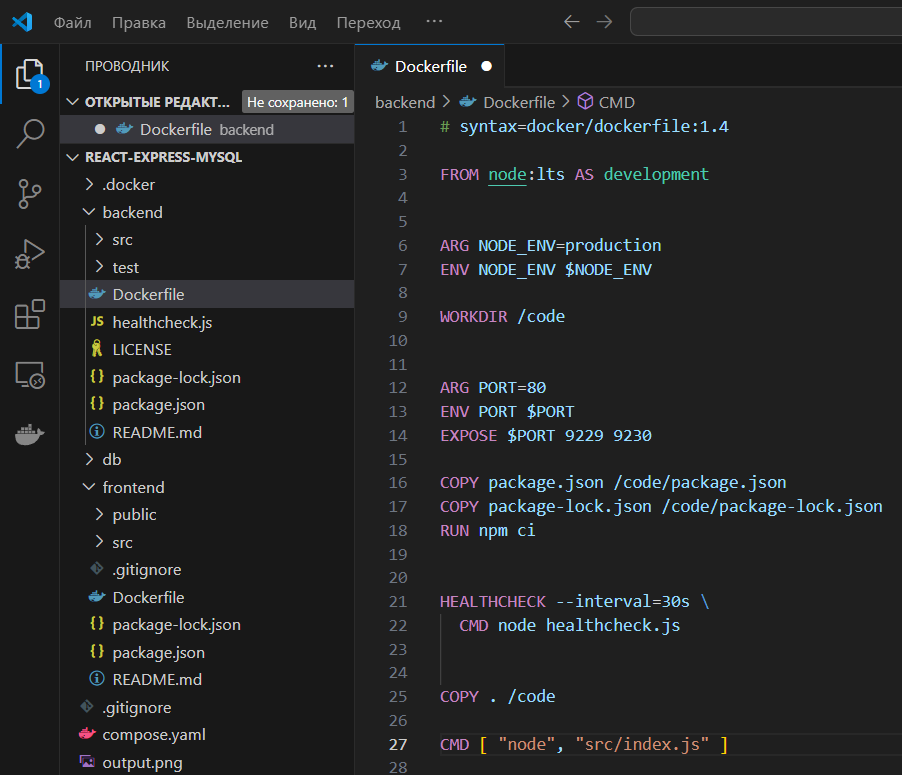 Файл Правка Выделение Вид Переход ···
ПРОВОДНИК ···
1
ОТКРЫТЫЕ РЕДАКТ... Не сохранено: 1
Dockerfile backend
REACT-EXPRESS-MYSQL
.docker
backend
src
test
Dockerfile
JS healthcheck.js
LICENSE
{} package-lock.json
{} package.json
README.md
db
frontend
public
src
.gitignore
Dockerfile
{} package-lock.json
{} package.json
README.md
.gitignore
compose.yaml
output.png
Dockerfile
backend > Dockerfile > CMD
1 # syntax=docker/dockerfile:1.4
2
3 FROM node:lts AS development
4
5
6 ARG NODE_ENV=production
7 ENV NODE_ENV $NODE_ENV
8
9 WORKDIR /code
10
11
12 ARG PORT=80
13 ENV PORT $PORT
14 EXPOSE $PORT 9229 9230
15
16 COPY package.json /code/package.json
17 COPY package-lock.json /code/package-lock.json
18 RUN npm ci
19
20
21 HEALTHCHECK --interval=30s \
22 CMD node healthcheck.js
23
24
25 COPY . /code
26
27 CMD [ "node", "src/index.js" ]
28